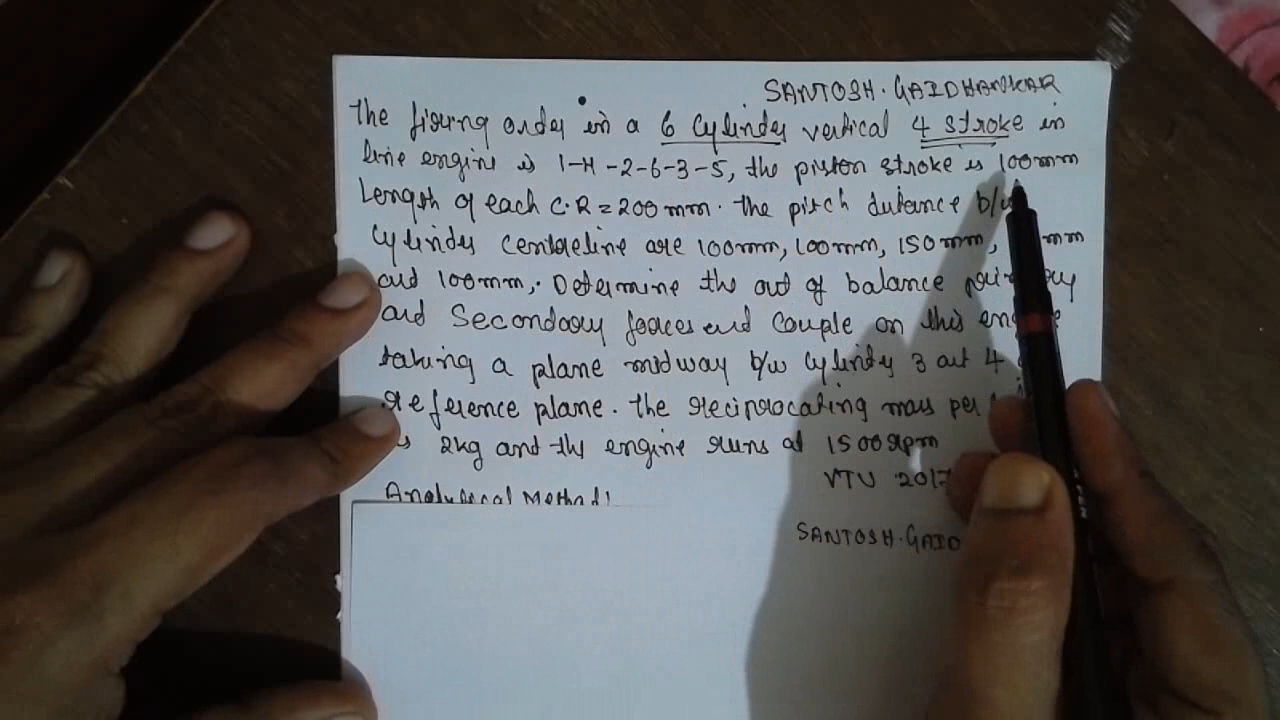 SANTOSH.GAIDHANKAR
The firing order in a 6 cylinder vertical 4 stroke in
line engine is 1-4-2-6-3-5, the piston stroke is 100mm
Length of each C.R = 200mm. The pitch distance b/w
cylinder centreline are 100mm, 100mm, 150mm, mm
and 100mm,. Determine the out of balance
and Secondary forces and couple on this
taking a plane midway b/w cylinder 3 and 4
reference plane. The reciprocating mass per
2kg and the engine runs at 1500rpm
VTU 2017
Analytical Method:
SANTOSH.GAID